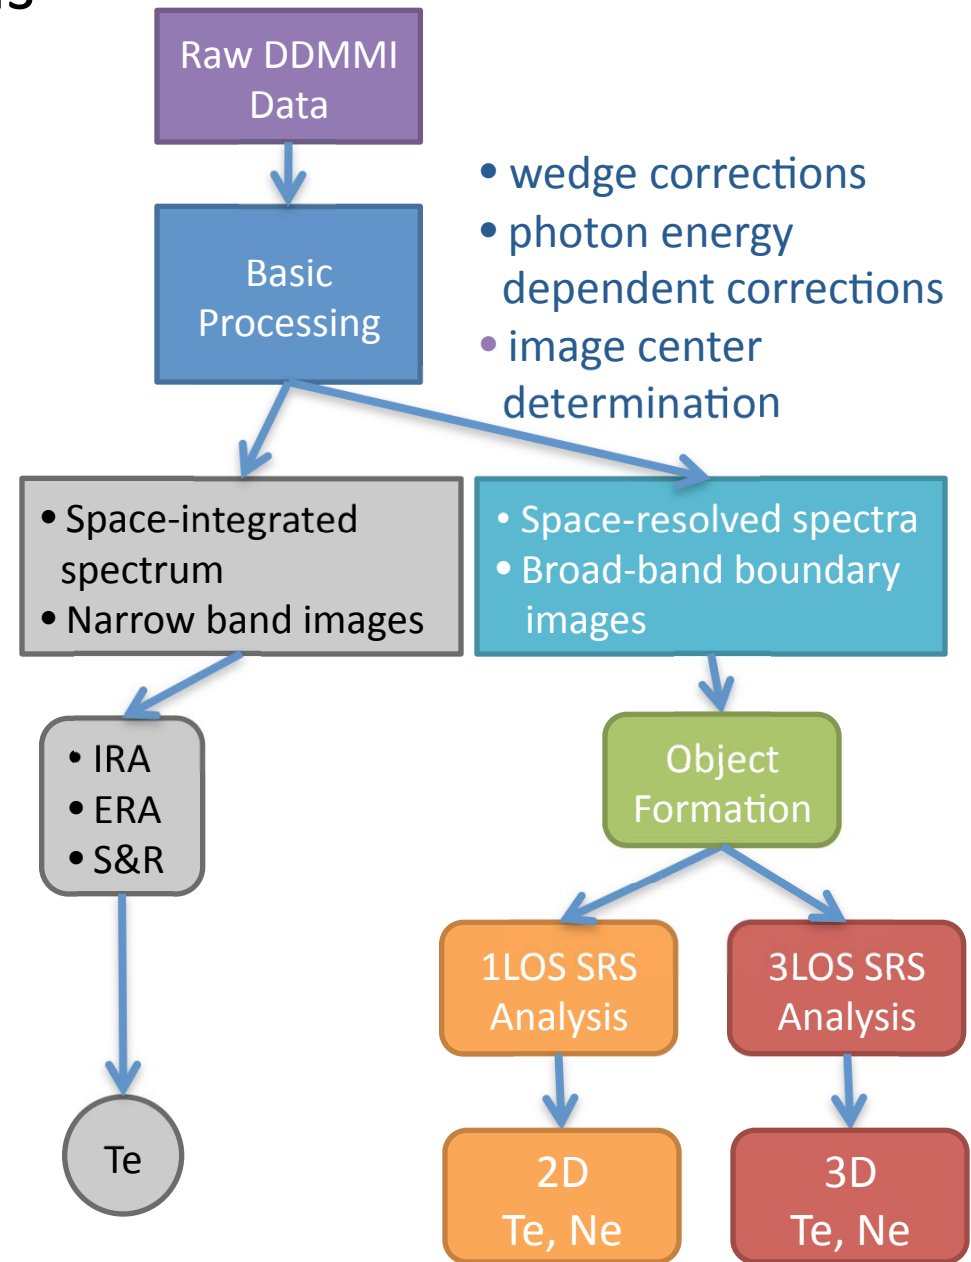 Raw DDMMI
Data
• wedge corrections
• photon energy
dependent corrections
• image center
determination
Basic
Processing
• Space-integrated
spectrum
• Narrow band images
• Space-resolved spectra
• Broad-band boundary
images
• IRA
• ERA
• S&R
Object
Formation
1LOS SRS
Analysis
3LOS SRS
Analysis
Te
2D
Te, Ne
3D
Te, Ne